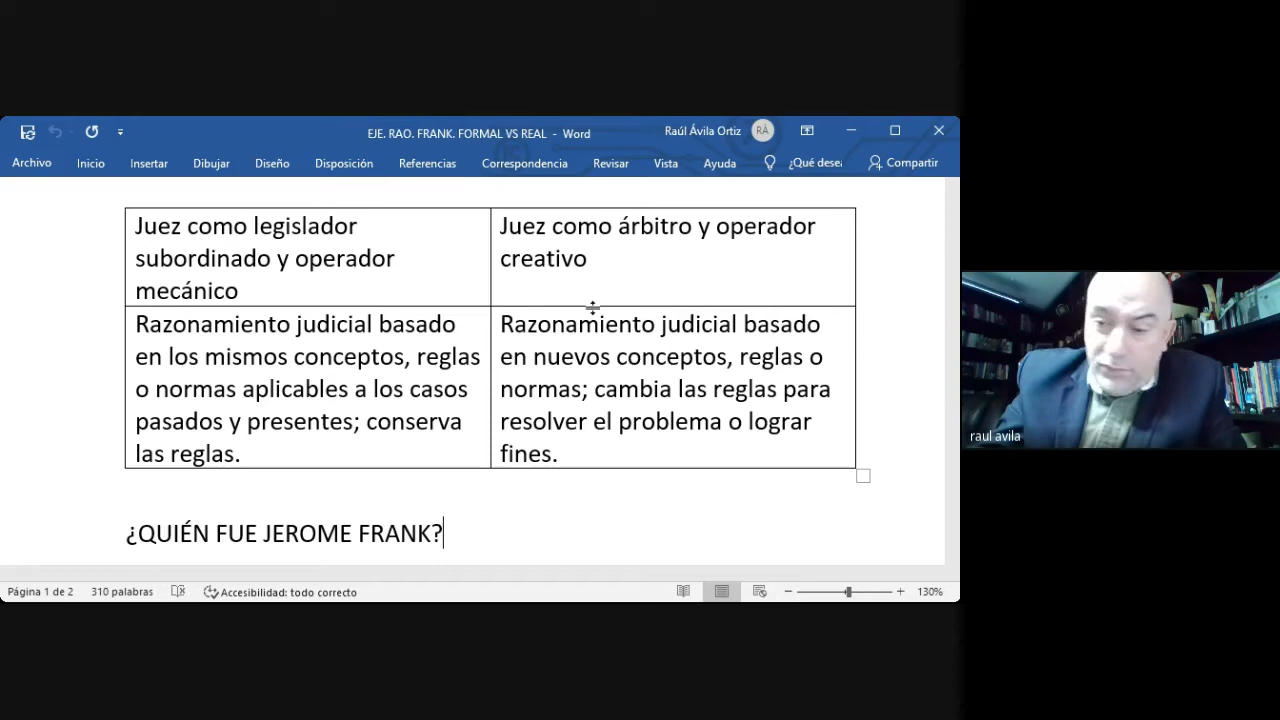 EJE. RAO. FRANK. FORMAL VS REAL - Word
Raúl Ávila Ortiz
RÁ
Archivo
Inicio
Insertar
Dibujar
Diseño
Disposición
Referencias
Correspondencia
Revisar
Vista
Ayuda
¿Qué desea
Compartir
Juez como legislador
subordinado y operador
mecánico
Juez como árbitro y operador
creativo
Razonamiento judicial basado
en los mismos conceptos, reglas
o normas aplicables a los casos
pasados y presentes; conserva
las reglas.
Razonamiento judicial basado
en nuevos conceptos, reglas o
normas; cambia las reglas para
resolver el problema o lograr
fines.
¿QUIÉN FUE JEROME FRANK?
raul avila
Página 1 de 2
310 palabras
Accesibilidad: todo correcto
130%